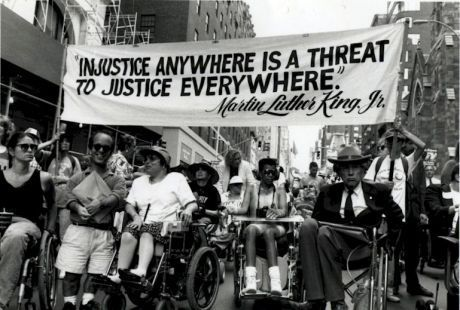 "INJUSTICE ANYWHERE IS A THREAT
TO JUSTICE EVERYWHERE"
Martin Luther King, Jr.